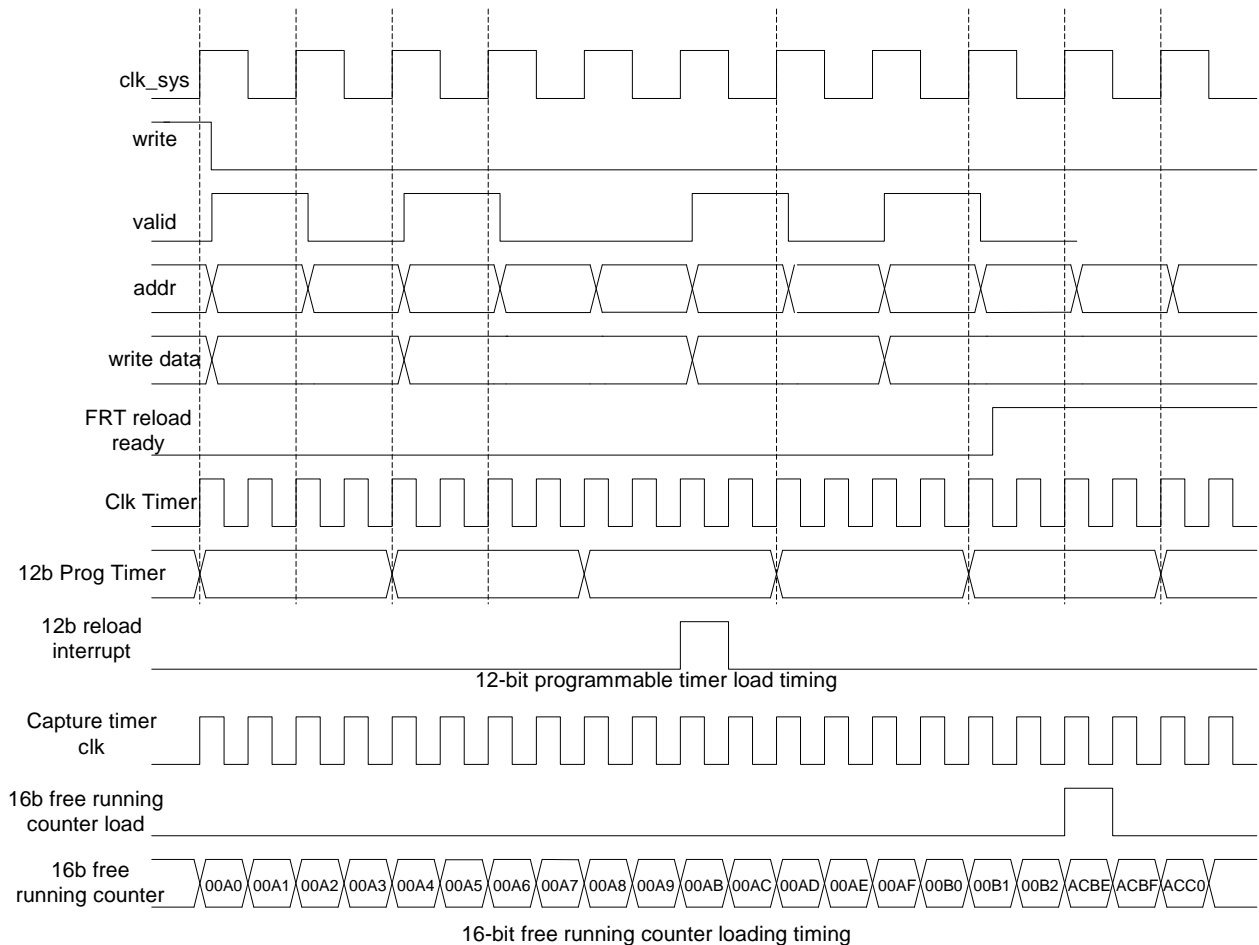 clk_sys
write
valid
addr
write data
FRT reload
ready
Clk Timer
12b Prog Timer
12b reload
interrupt
12-bit programmable timer load timing
Capture timer
clk
16b free running
counter load
16b free
running counter
00A0 00A1 00A2 00A3 00A4 00A5 00A6 00A7 00A8 00A9 00AB 00AC 00AD 00AE 00AF 00B0 00B1 00B2 ACBE ACBF ACC0
16-bit free running counter loading timing